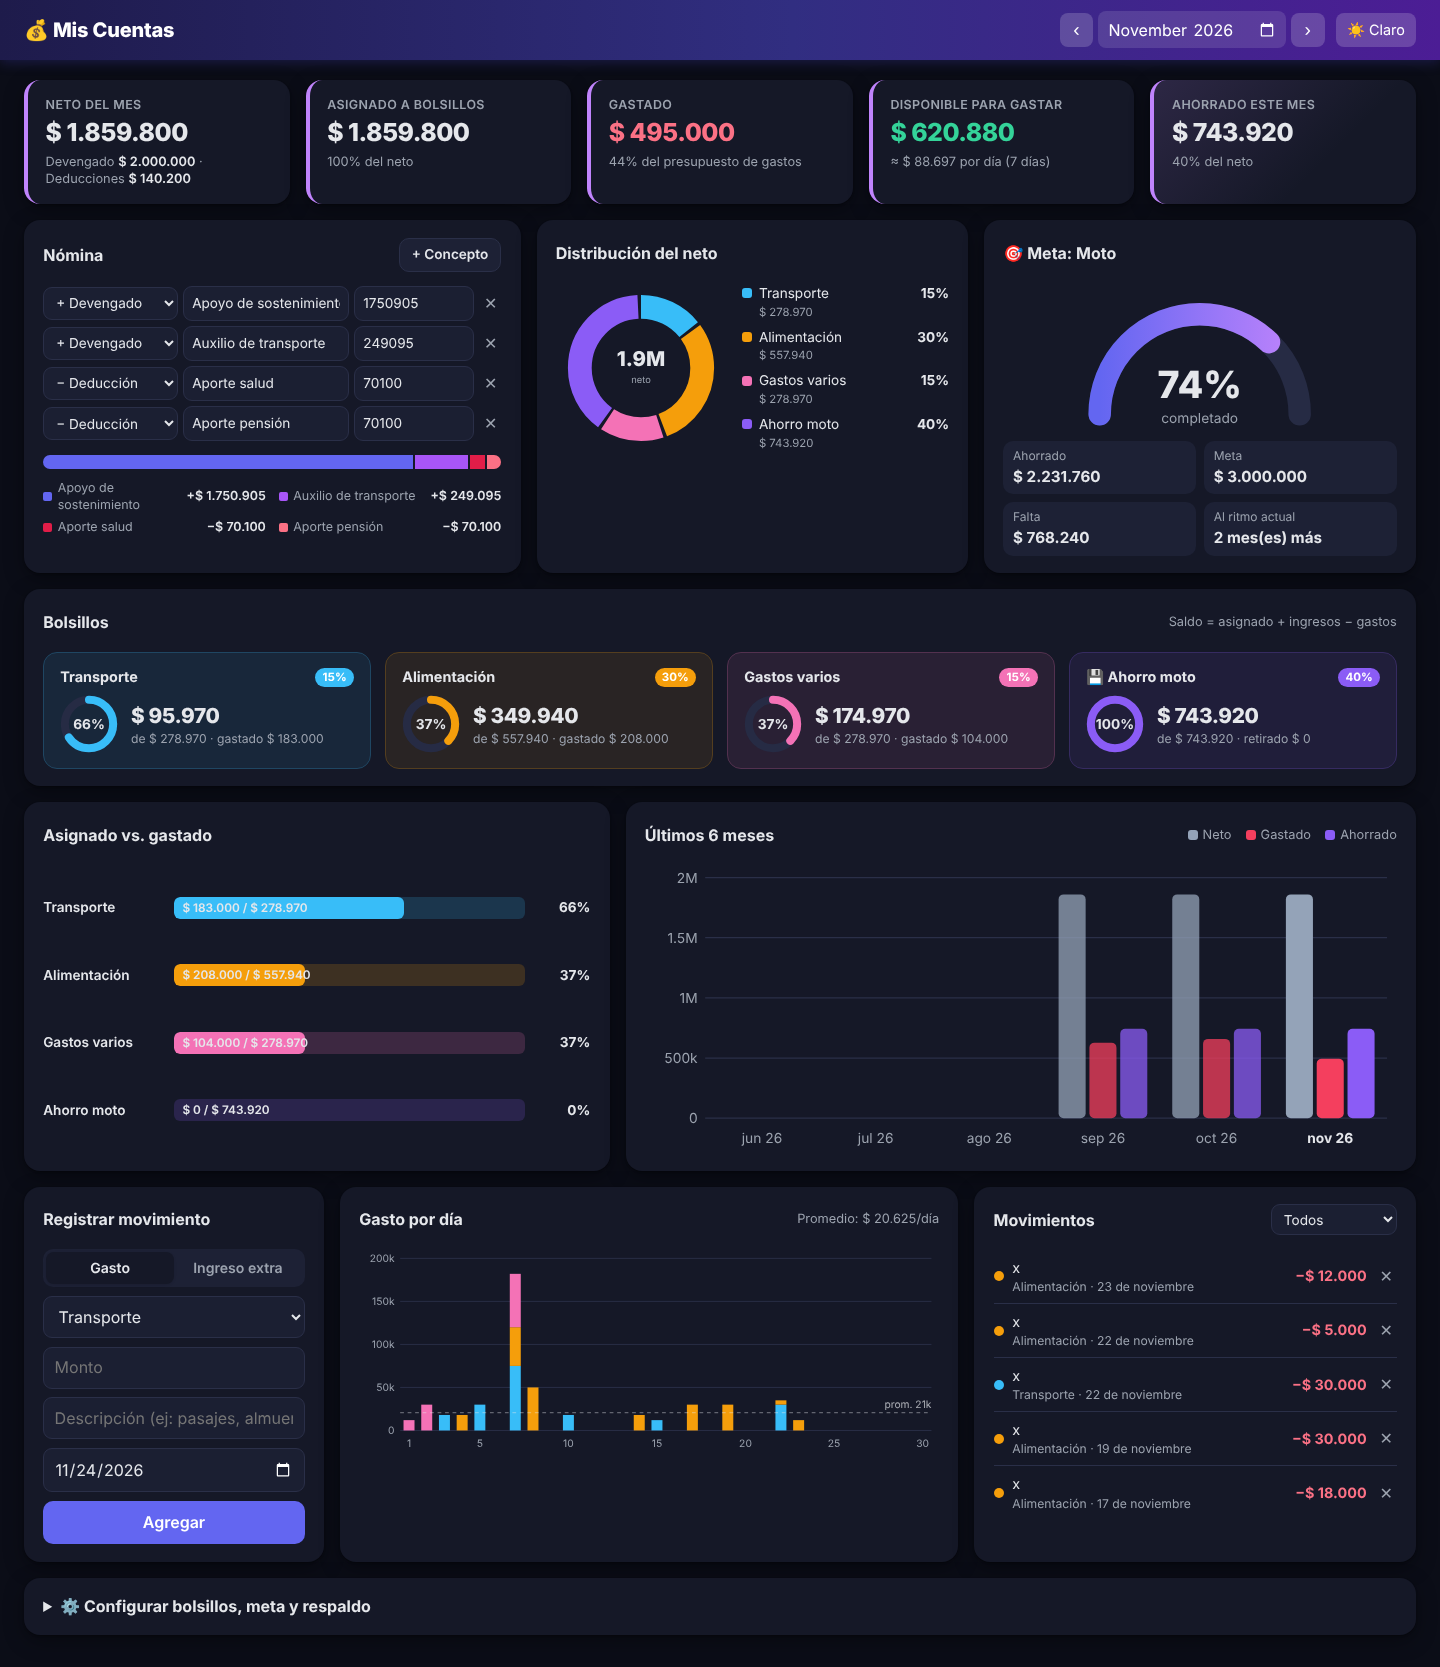 💰 Mis Cuentas
‹ November 2026 › ☀️ Claro
NETO DEL MES
$ 1.859.800
Devengado $ 2.000.000 ·
Deducciones $ 140.200
ASIGNADO A BOLSILLOS
$ 1.859.800
100% del neto
GASTADO
$ 495.000
44% del presupuesto de gastos
DISPONIBLE PARA GASTAR
$ 620.880
≈ $ 88.697 por día (7 días)
AHORRADO ESTE MES
$ 743.920
40% del neto
Nómina
+ Concepto
+ Devengado Apoyo de sostenimient 1750905 ✕
+ Devengado Auxilio de transporte 249095 ✕
− Deducción Aporte salud 70100 ✕
− Deducción Aporte pensión 70100 ✕
Apoyo de
sostenimiento
+$ 1.750.905
Auxilio de transporte +$ 249.095
Aporte salud −$ 70.100
Aporte pensión −$ 70.100
Distribución del neto
1.9M
neto
Transporte 15%
$ 278.970
Alimentación 30%
$ 557.940
Gastos varios 15%
$ 278.970
Ahorro moto 40%
$ 743.920
🎯 Meta: Moto
74%
completado
Ahorrado
$ 2.231.760
Meta
$ 3.000.000
Falta
$ 768.240
Al ritmo actual
2 mes(es) más
Bolsillos
Saldo = asignado + ingresos − gastos
Transporte 15%
66%
$ 95.970
de $ 278.970 · gastado $ 183.000
Alimentación 30%
37%
$ 349.940
de $ 557.940 · gastado $ 208.000
Gastos varios 15%
37%
$ 174.970
de $ 278.970 · gastado $ 104.000
💾 Ahorro moto 40%
100%
$ 743.920
de $ 743.920 · retirado $ 0
Asignado vs. gastado
Transporte $ 183.000 / $ 278.970 66%
Alimentación $ 208.000 / $ 557.940 37%
Gastos varios $ 104.000 / $ 278.970 37%
Ahorro moto $ 0 / $ 743.920 0%
Últimos 6 meses
Neto Gastado Ahorrado
2M
1.5M
1M
500k
0
jun 26 jul 26 ago 26 sep 26 oct 26 nov 26
Registrar movimiento
Gasto Ingreso extra
Transporte
Monto
Descripción (ej: pasajes, almuer
11/24/2026
Agregar
Gasto por día
Promedio: $ 20.625/día
200k
150k
100k
50k
0
prom. 21k
1 5 10 15 20 25 30
Movimientos
Todos
x
Alimentación · 23 de noviembre
−$ 12.000 ✕
x
Alimentación · 22 de noviembre
−$ 5.000 ✕
x
Transporte · 22 de noviembre
−$ 30.000 ✕
x
Alimentación · 19 de noviembre
−$ 30.000 ✕
x
Alimentación · 17 de noviembre
−$ 18.000 ✕
▶ ⚙️ Configurar bolsillos, meta y respaldo